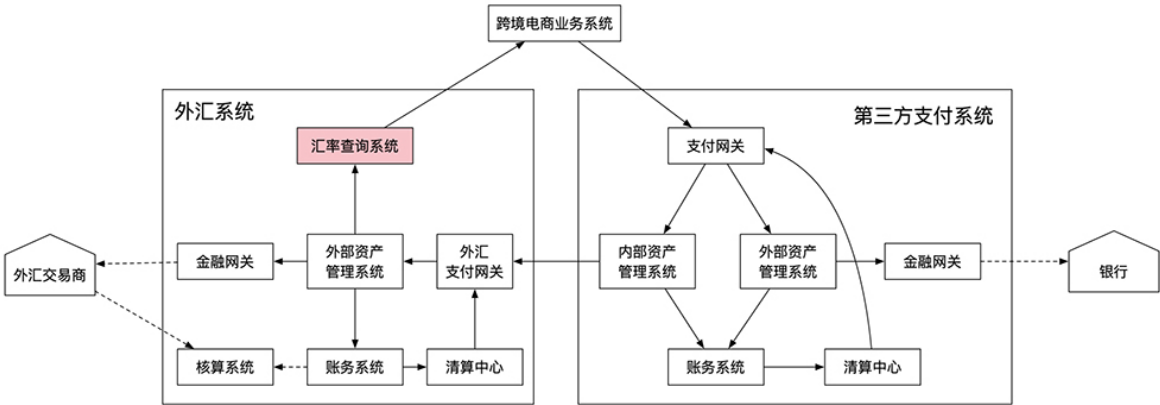 跨境电商业务系统
外汇系统
第三方支付系统
汇率查询系统
支付网关
外汇交易商
金融网关
外部资产
管理系统
外汇
支付网关
内部资产
管理系统
外部资产
管理系统
金融网关
银行
核算系统
账务系统
清算中心
账务系统
清算中心